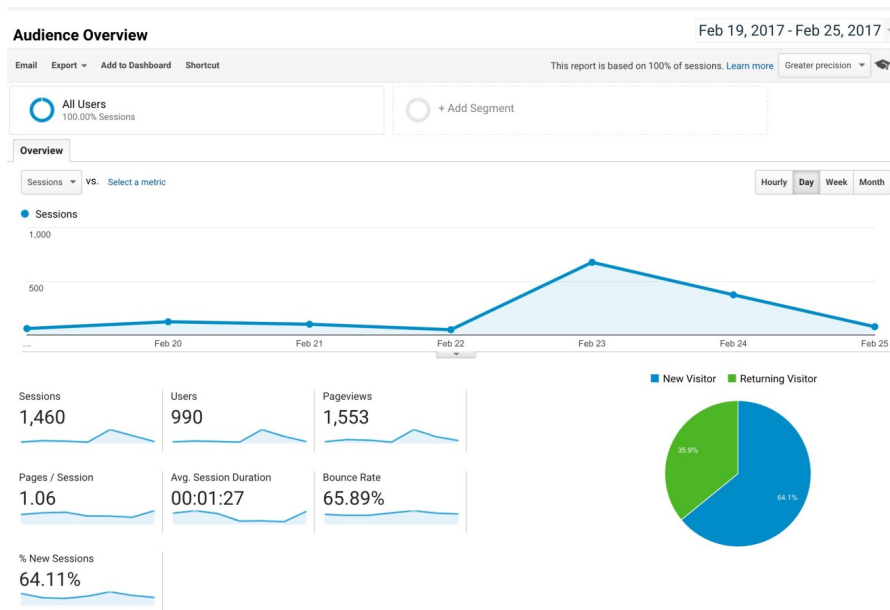 Audience Overview
Feb 19, 2017 - Feb 25, 2017
Email Export Add to Dashboard Shortcut
This report is based on 100% of sessions. Learn more Greater precision
All Users
100.00% Sessions
+ Add Segment
Overview
Sessions VS. Select a metric
Hourly Day Week Month
Sessions
1,000
500
... Feb 20 Feb 21 Feb 22 Feb 23 Feb 24 Feb 25
New Visitor Returning Visitor
Sessions Users Pageviews
1,460 990 1,553
35.9%
64.1%
Pages / Session Avg. Session Duration Bounce Rate
1.06 00:01:27 65.89%
% New Sessions
64.11%